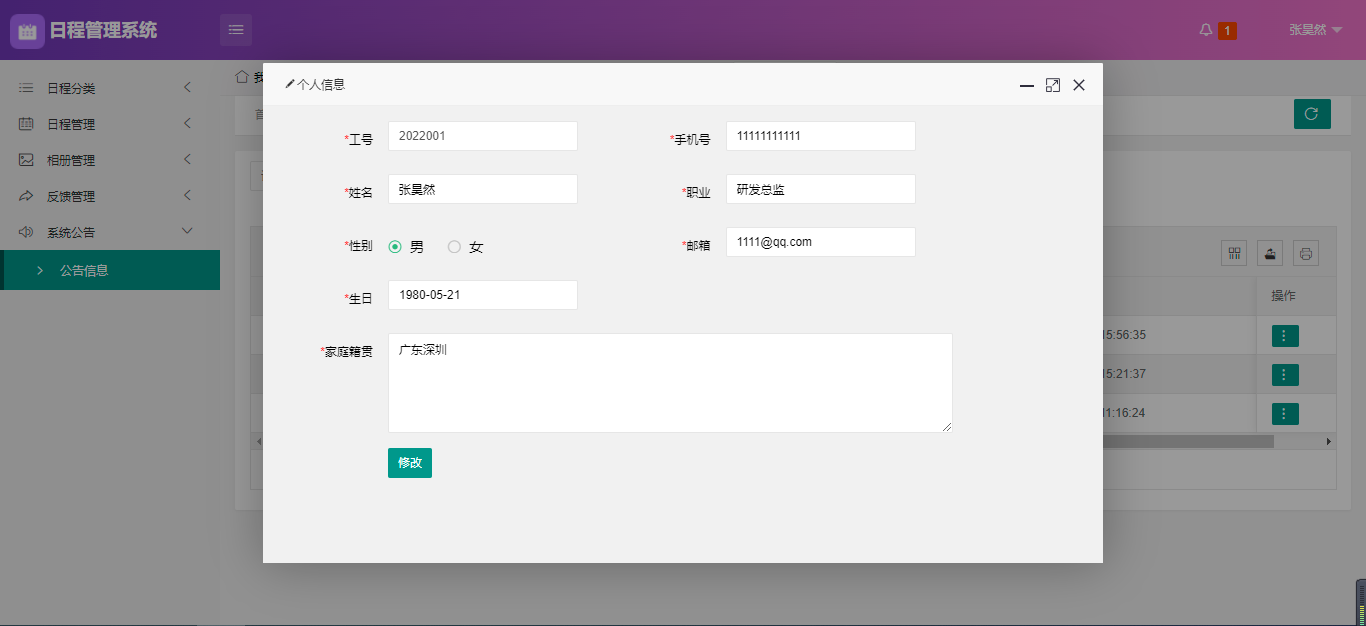 日程管理系统
1
张昊然
日程分类
日程管理
相册管理
反馈管理
系统公告
公告信息
个人信息
*工号 2022001
*手机号 11111111111
*姓名 张昊然
*职业 研发总监
*性别 男 女
*邮箱 1111@qq.com
*生日 1980-05-21
*家庭籍贯 广东深圳
修改
操作
15:56:35
15:21:37
11:16:24